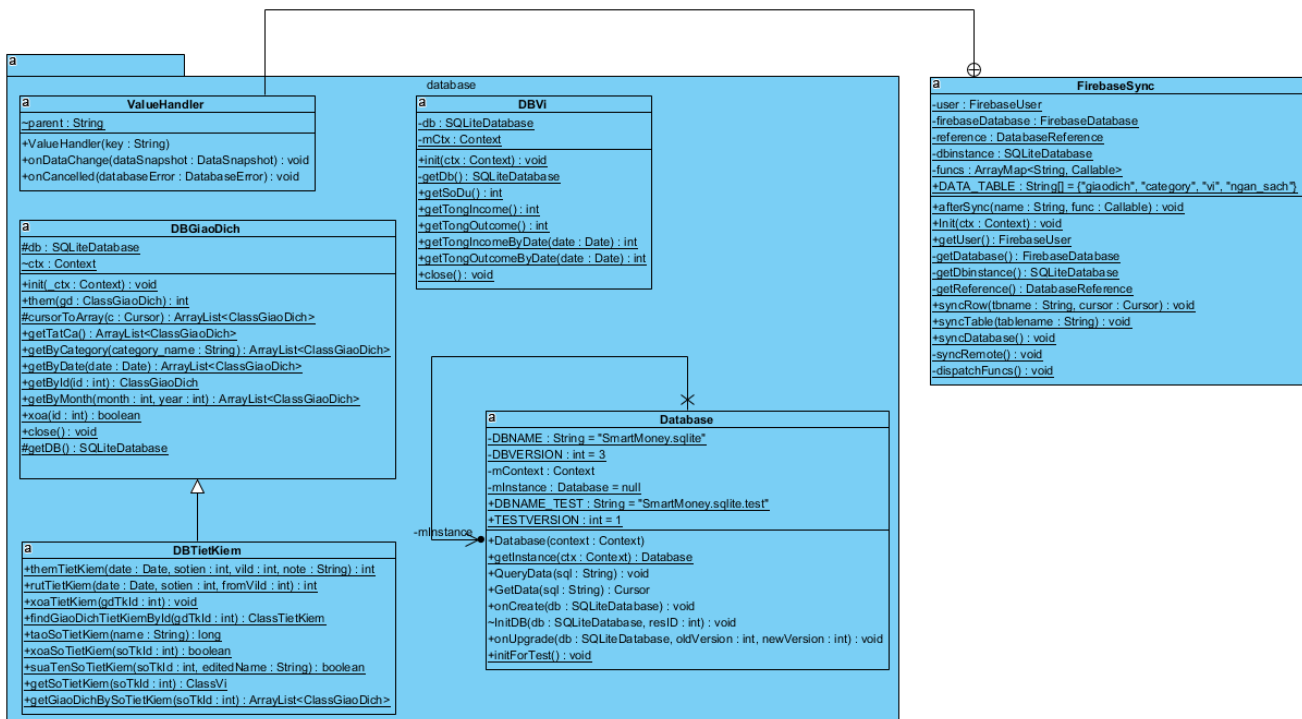 a
database
a
ValueHandler
~parent : String
+ValueHandler(key : String)
+onDataChange(dataSnapshot : DataSnapshot) : void
+onCancelled(databaseError : DatabaseError) : void
a
DBVi
-db : SQLiteDatabase
-mCtx : Context
+init(ctx : Context) : void
-getDb() : SQLiteDatabase
+getSoDu() : int
+getTongIncome() : int
+getTongOutcome() : int
+getTongIncomeByDate(date : Date) : int
+getTongOutcomeByDate(date : Date) : int
+close() : void
a
FirebaseSync
-user : FirebaseUser
-firebaseDatabase : FirebaseDatabase
-reference : DatabaseReference
-dbinstance : SQLiteDatabase
-funcs : ArrayMap<String, Callable>
+DATA_TABLE : String[] = {"giaodich", "category", "vi", "ngan_sach"}
+afterSync(name : String, func : Callable) : void
+Init(ctx : Context) : void
+getUser() : FirebaseUser
-getDatabase() : FirebaseDatabase
-getDbinstance() : SQLiteDatabase
-getReference() : DatabaseReference
+syncRow(tbname : String, cursor : Cursor) : void
+syncTable(tablename : String) : void
+syncDatabase() : void
-syncRemote() : void
-dispatchFuncs() : void
a
DBGiaoDich
#db : SQLiteDatabase
~ctx : Context
+init(_ctx : Context) : void
+them(gd : ClassGiaoDich) : int
#cursorToArray(c : Cursor) : ArrayList<ClassGiaoDich>
+getTatCa() : ArrayList<ClassGiaoDich>
+getByCategory(category_name : String) : ArrayList<ClassGiaoDich>
+getByDate(date : Date) : ArrayList<ClassGiaoDich>
+getById(id : int) : ClassGiaoDich
+getByMonth(month : int, year : int) : ArrayList<ClassGiaoDich>
+xoa(id : int) : boolean
+close() : void
#getDB() : SQLiteDatabase
a
Database
-DBNAME : String = "SmartMoney.sqlite"
-DBVERSION : int = 3
-mContext : Context
-mInstance : Database = null
+DBNAME_TEST : String = "SmartMoney.sqlite.test"
+TESTVERSION : int = 1
-mInstance
+Database(context : Context)
+getInstance(ctx : Context) : Database
+QueryData(sql : String) : void
+GetData(sql : String) : Cursor
+onCreate(db : SQLiteDatabase) : void
~InitDB(db : SQLiteDatabase, resID : int) : void
+onUpgrade(db : SQLiteDatabase, oldVersion : int, newVersion : int) : void
+initForTest() : void
a
DBTietKiem
+themTietKiem(date : Date, sotien : int, viId : int, note : String) : int
+rutTietKiem(date : Date, sotien : int, fromViId : int) : int
+xoaTietKiem(gdTkId : int) : void
+findGiaoDichTietKiemById(gdTkId : int) : ClassTietKiem
+taoSoTietKiem(name : String) : long
+xoaSoTietKiem(soTkId : int) : boolean
+suaTenSoTietKiem(soTkId : int, editedName : String) : boolean
+getSoTietKiem(soTkId : int) : ClassVi
+getGiaoDichBySoTietKiem(soTkId : int) : ArrayList<ClassGiaoDich>